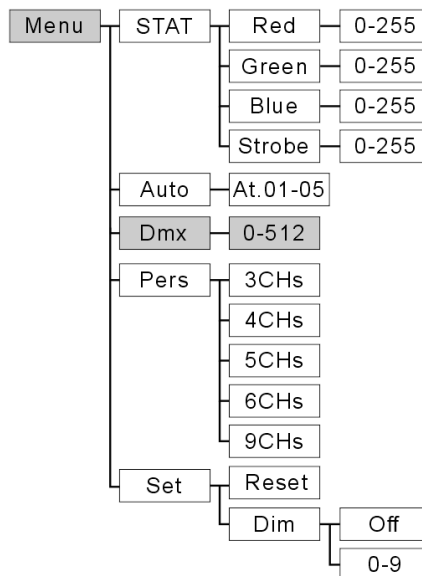 Menu STAT Red 0-255
Green 0-255
Blue 0-255
Strobe 0-255
Auto At.01-05
Dmx 0-512
Pers 3CHs
4CHs
5CHs
6CHs
9CHs
Set Reset
Dim Off
0-9